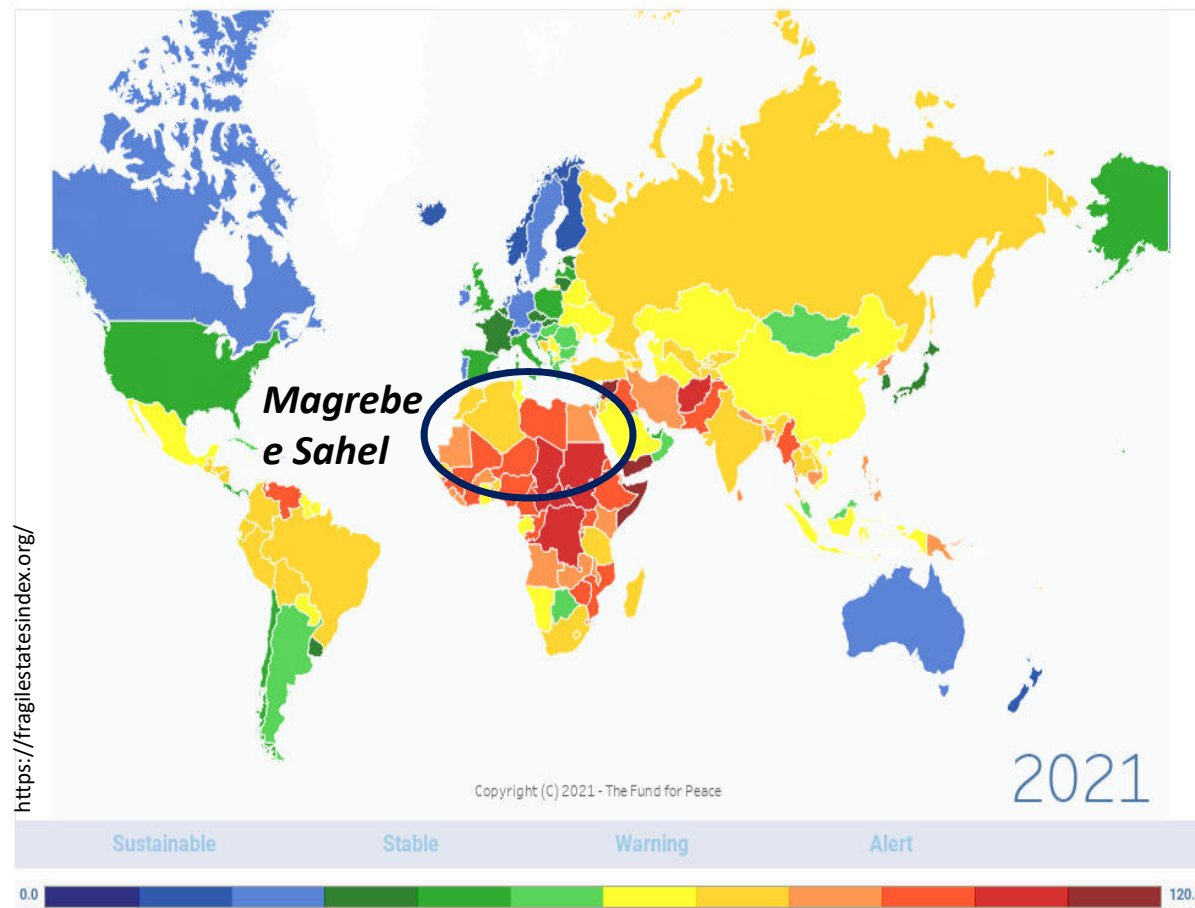 Magrebe
e Sahel
https://fragilestatesindex.org/
2021
Copyright (C) 2021 - The Fund for Peace
Sustainable Stable Warning Alert
0.0 120.